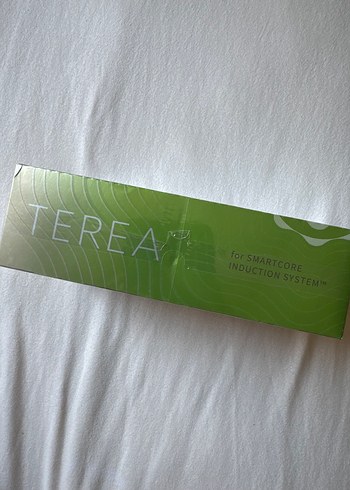 TEREA
for SMARTCORE
INDUCTION SYSTEM™